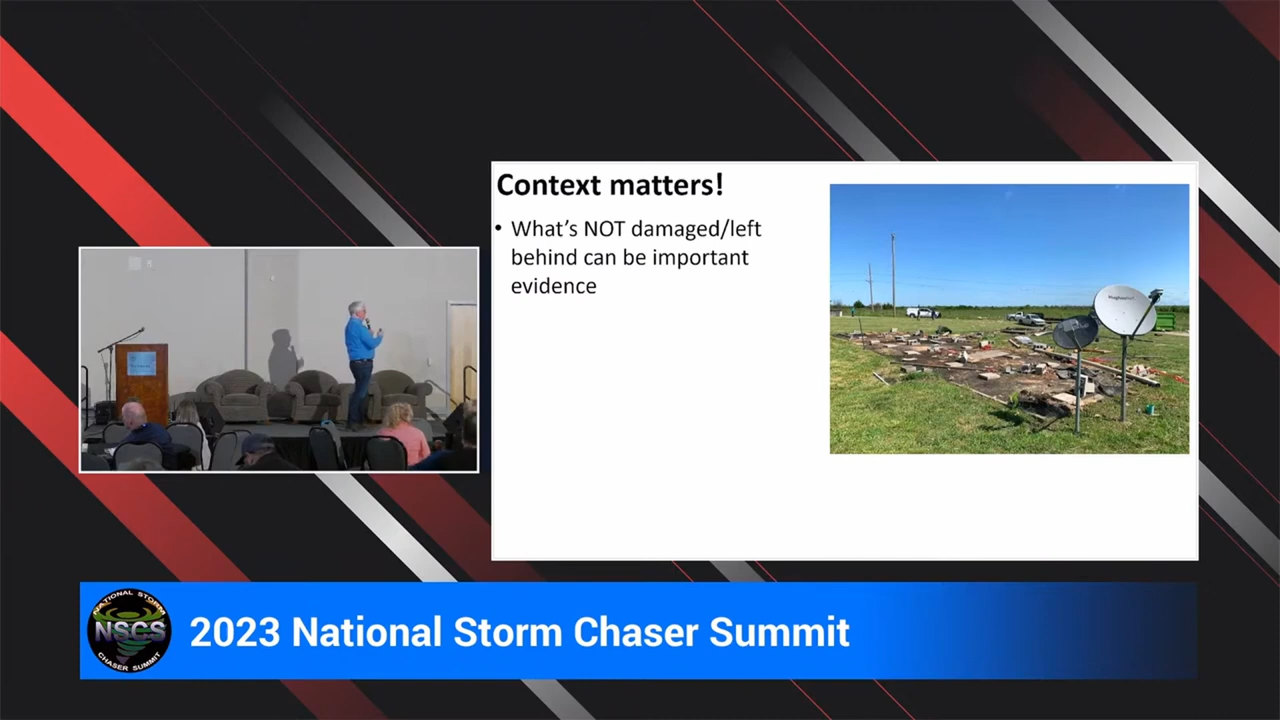 Context matters!
• What's NOT damaged/left
behind can be important
evidence
HughesNet
NATIONAL STORM
NSCS
CHASER SUMMIT
2023 National Storm Chaser Summit